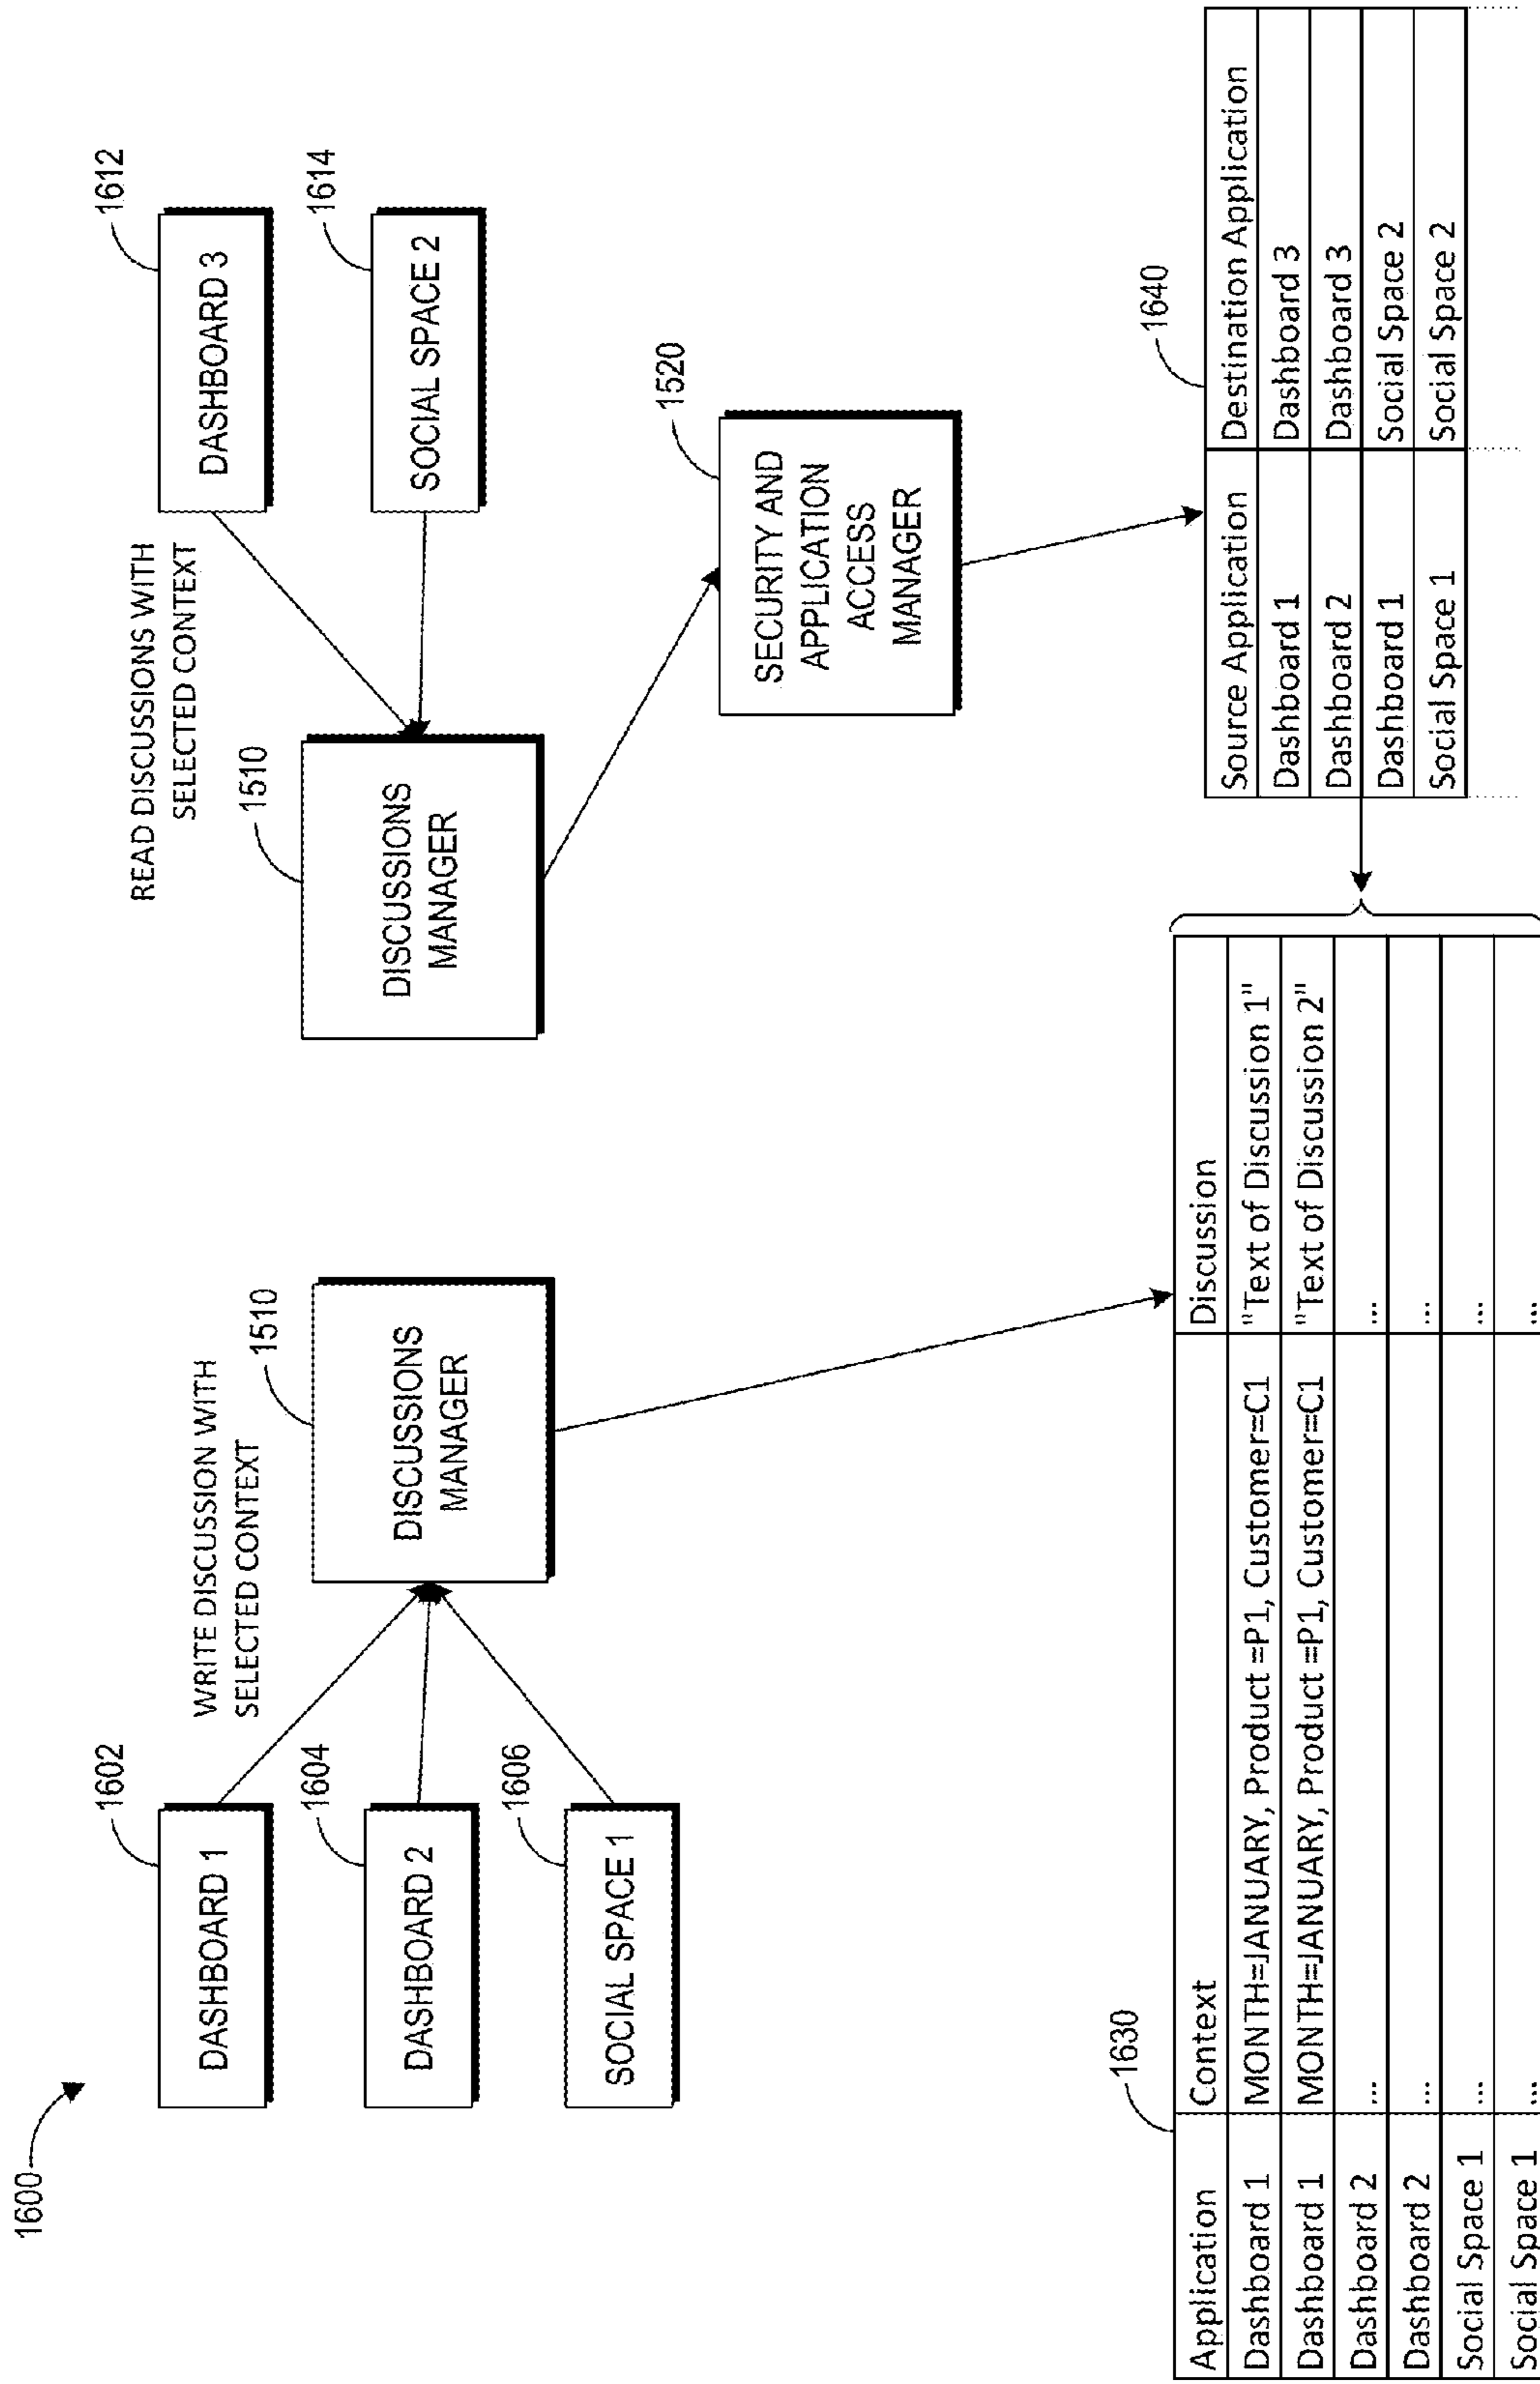 1600
WRITE DISCUSSION WITH
SELECTED CONTEXT
1602
DASHBOARD 1
1604
DASHBOARD 2
1606
SOCIAL SPACE 1
1510
DISCUSSIONS
MANAGER
READ DISCUSSIONS WITH
SELECTED CONTEXT
1510
DISCUSSIONS
MANAGER
1612
DASHBOARD 3
1614
SOCIAL SPACE 2
1520
SECURITY AND
APPLICATION
ACCESS
MANAGER
1630
Application Context Discussion
Dashboard 1 MONTH=JANUARY, Product =P1, Customer=C1 "Text of Discussion 1"
Dashboard 1 MONTH=JANUARY, Product =P1, Customer=C1 "Text of Discussion 2"
Dashboard 2 ... ...
Dashboard 2 ... ...
Social Space 1 ... ...
Social Space 1 ... ...
1640
Source Application Destination Application
Dashboard 1 Dashboard 3
Dashboard 2 Dashboard 3
Dashboard 1 Social Space 2
Social Space 1 Social Space 2